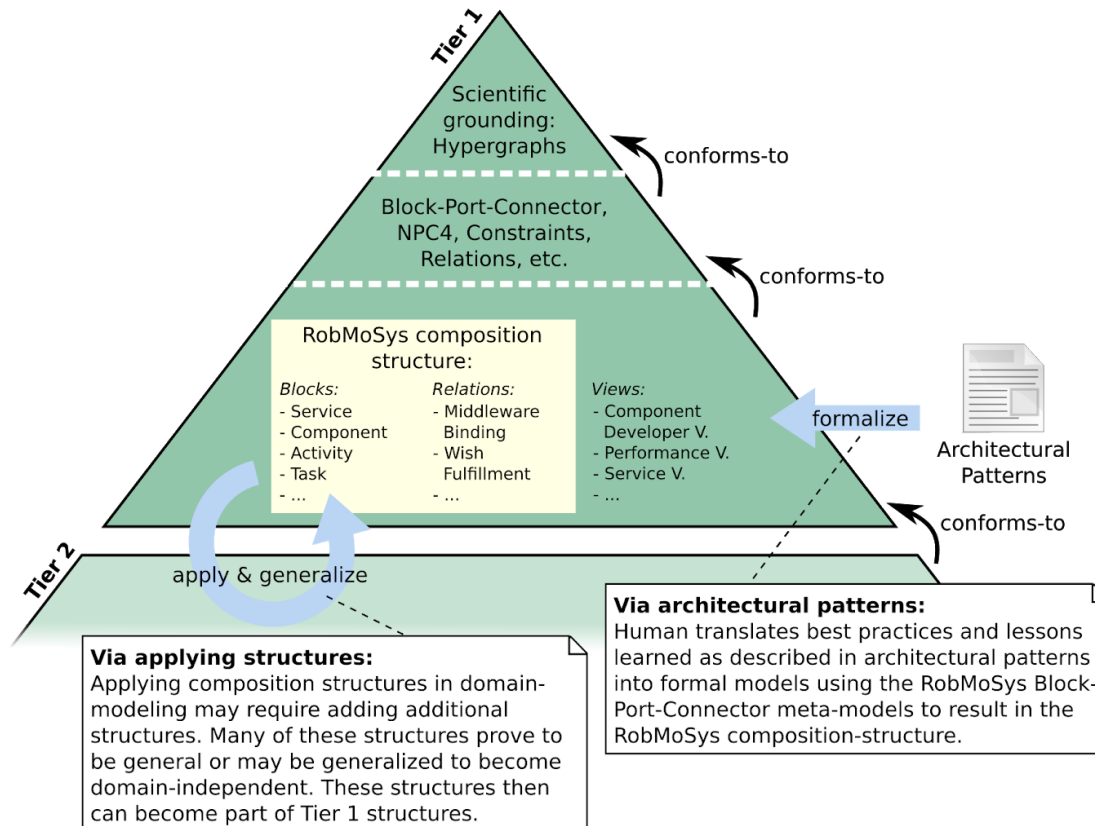 Tier 1
Scientific
grounding:
Hypergraphs
conforms-to
Block-Port-Connector,
NPC4, Constraints,
Relations, etc.
conforms-to
RobMoSys composition
structure:
Blocks:
- Service
- Component
- Activity
- Task
- ...
Relations:
- Middleware
Binding
- Wish
Fulfillment
- ...
Views:
- Component
Developer V.
- Performance V.
- Service V.
- ...
formalize
Architectural
Patterns
conforms-to
Tier 2
apply & generalize
Via applying structures:
Applying composition structures in domain-
modeling may require adding additional
structures. Many of these structures prove to
be general or may be generalized to become
domain-independent. These structures then
can become part of Tier 1 structures.
Via architectural patterns:
Human translates best practices and lessons
learned as described in architectural patterns
into formal models using the RobMoSys Block-
Port-Connector meta-models to result in the
RobMoSys composition-structure.